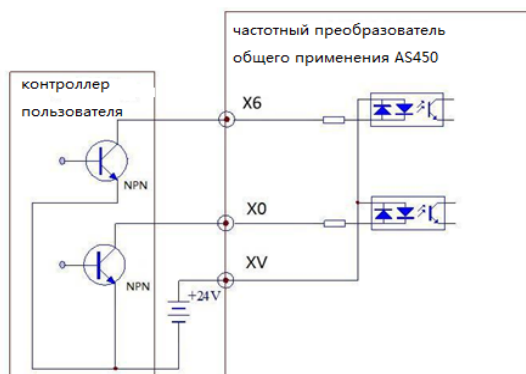 частотный преобразователь
общего применения AS450
контроллер
пользователя
X6
NPN
X0
NPN
XV
+24V